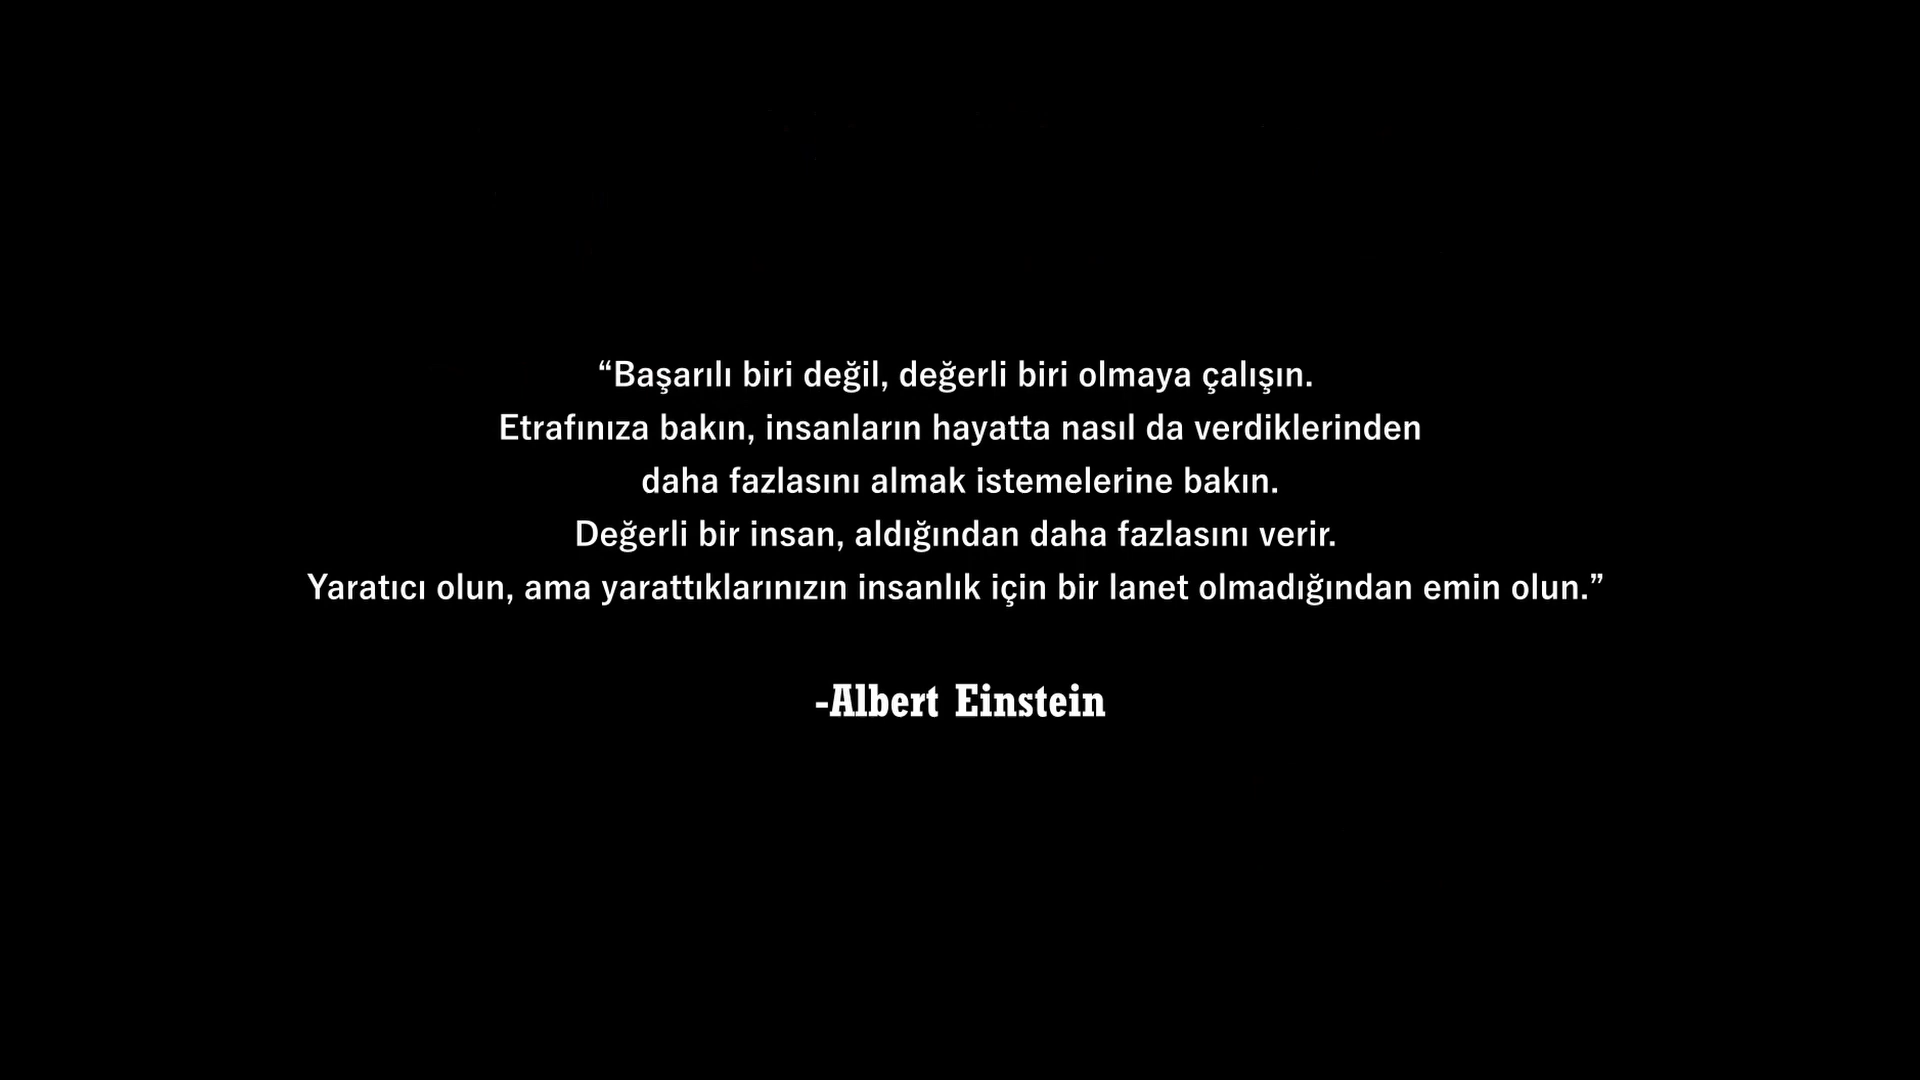 “Başarılı biri değil, değerli biri olmaya çalışın.
Etrafınıza bakın, insanların hayatta nasıl da verdiklerinden
daha fazlasını almak istemelerine bakın.
Değerli bir insan, aldığından daha fazlasını verir.
Yaratıcı olun, ama yarattıklarınızın insanlık için bir lanet olmadığından emin olun.”
-Albert Einstein